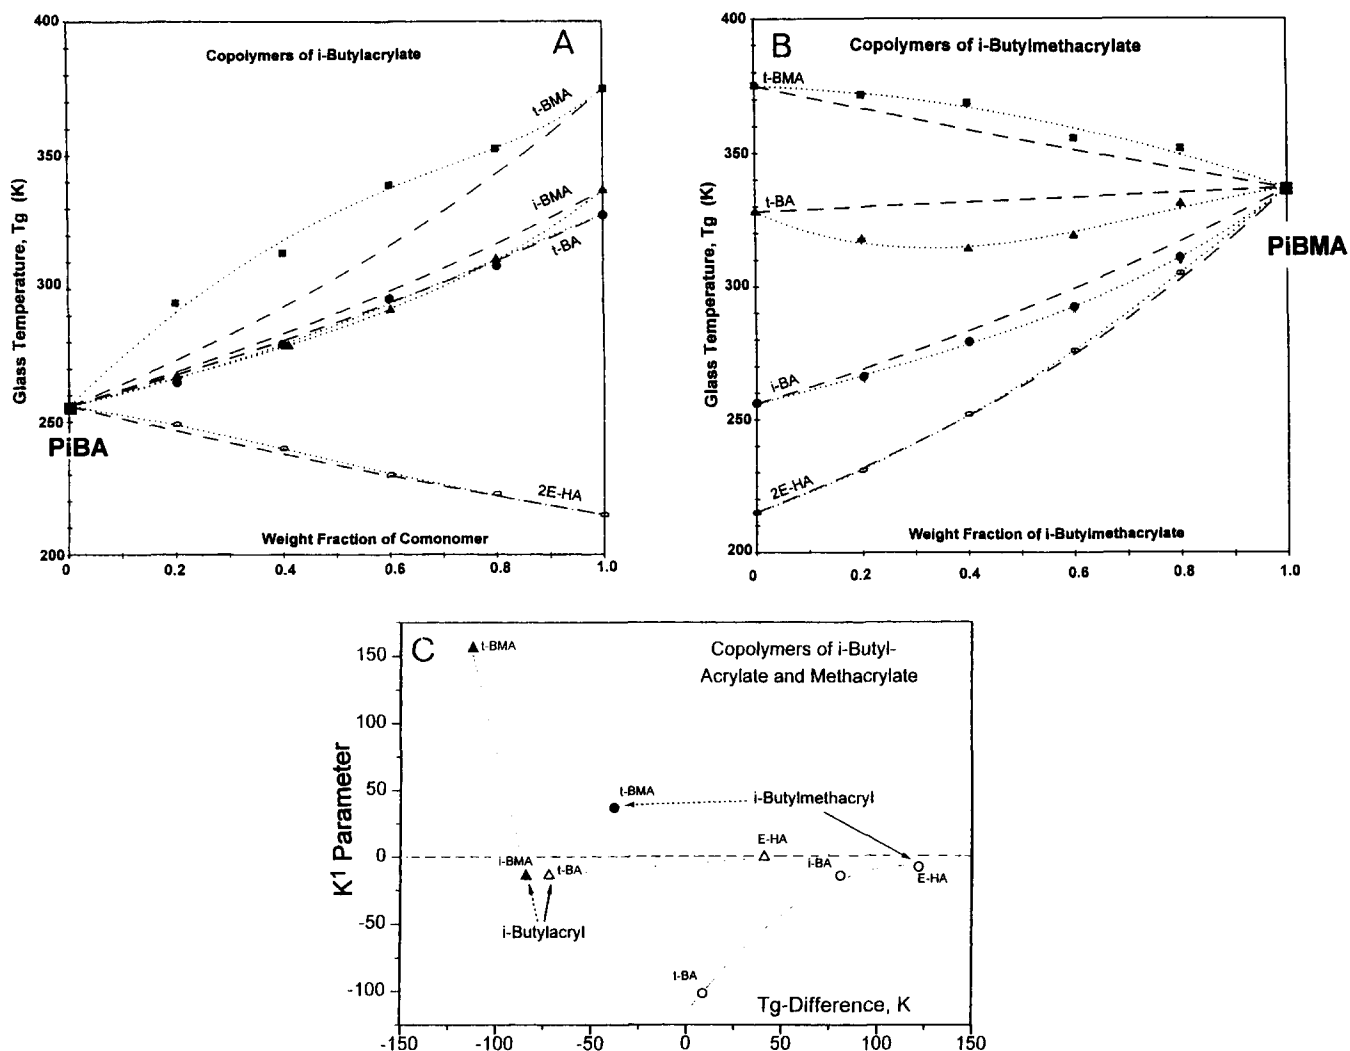 A
Copolymers of i-Butylacrylate
Glass Temperature, Tg (K)
400
350
300
250
200
t-BMA
i-BMA
t-BA
2E-HA
PiBA
Weight Fraction of Comonomer
0 0.2 0.4 0.6 0.8 1.0
B
Copolymers of i-Butylmethacrylate
Glass Temperature, Tg (K)
400
350
300
250
200
t-BMA
t-BA
i-BA
2E-HA
PiBMA
Weight Fraction of i-Butylmethacrylate
0 0.2 0.4 0.6 0.8 1.0
C
Copolymers of i-Butyl-
Acrylate and Methacrylate
K¹ Parameter
150
100
50
0
-50
-100
t-BMA
t-BMA
i-Butylmethacryl
E-HA
i-BMA
t-BA
i-BA
E-HA
i-Butylacryl
t-BA
Tg-Difference, K
-150 -100 -50 0 50 100 150